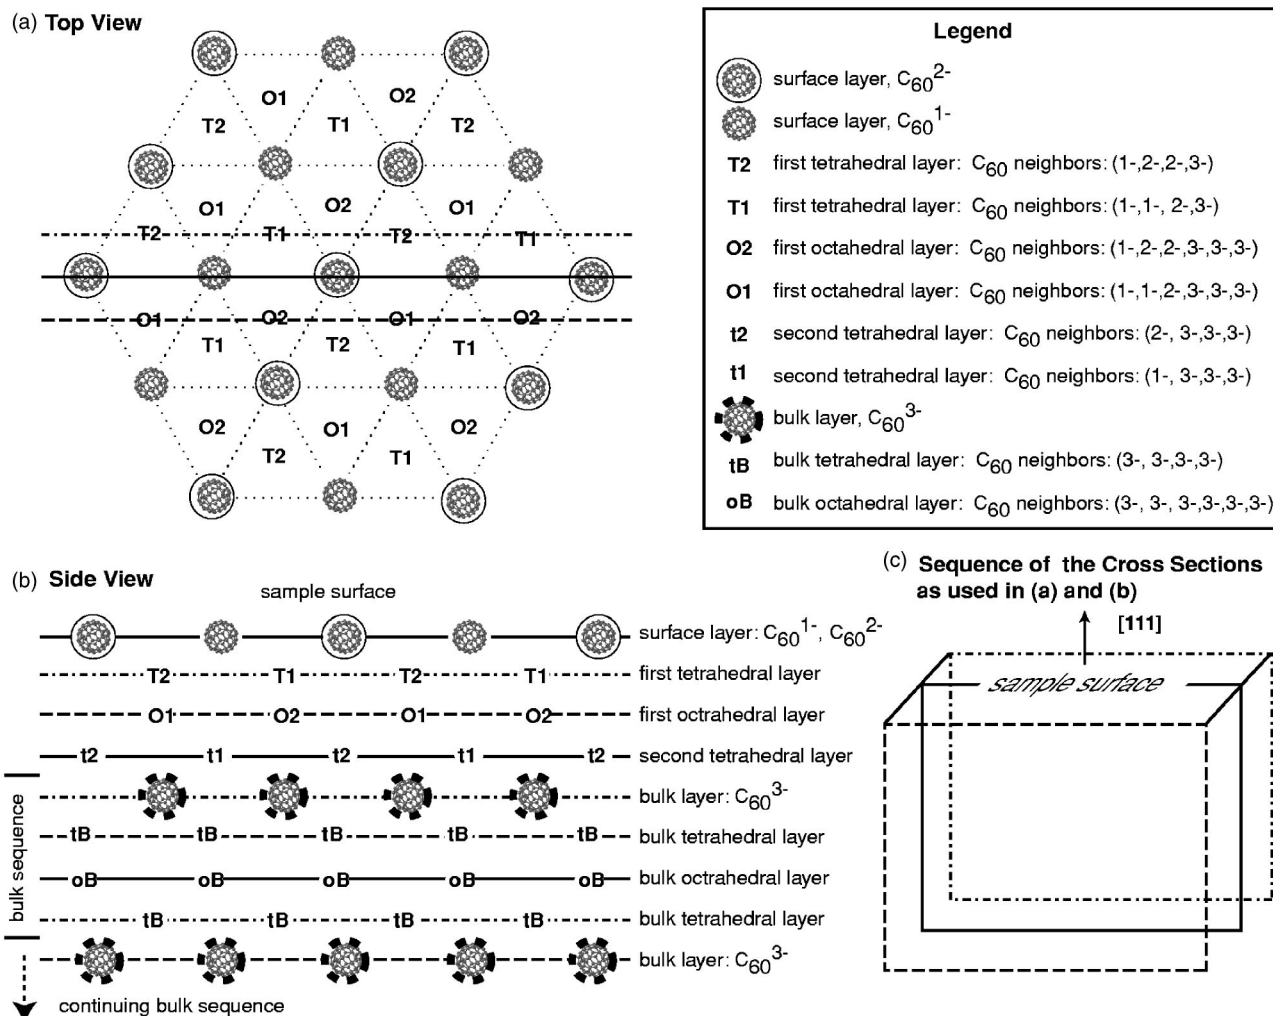 (a) Top View
O1 O2
T2 T1 T2
O1 O2 O1
T2 T1 T2 T1
O1 O2 O1 O2
T1 T2 T1
O2 O1 O2
T2 T1
Legend
surface layer, C60 2-
surface layer, C60 1-
T2 first tetrahedral layer: C60 neighbors: (1-,2-,2-,3-)
T1 first tetrahedral layer: C60 neighbors: (1-,1-, 2-,3-)
O2 first octahedral layer: C60 neighbors: (1-,2-,2-,3-,3-,3-)
O1 first octahedral layer: C60 neighbors: (1-,1-,2-,3-,3-,3-)
t2 second tetrahedral layer: C60 neighbors: (2-, 3-,3-,3-)
t1 second tetrahedral layer: C60 neighbors: (1-, 3-,3-,3-)
bulk layer, C60 3-
tB bulk tetrahedral layer: C60 neighbors: (3-, 3-,3-,3-)
oB bulk octahedral layer: C60 neighbors: (3-, 3-, 3-,3-,3-,3-)
(b) Side View
sample surface
surface layer: C60 1-, C60 2-
T2 T1 T2 T1 first tetrahedral layer
O1 O2 O1 O2 first octrahedral layer
t2 t1 t2 t1 t2 second tetrahedral layer
bulk layer: C60 3-
tB tB tB tB tB bulk tetrahedral layer
oB oB oB oB oB bulk octrahedral layer
tB tB tB tB bulk tetrahedral layer
bulk layer: C60 3-
bulk sequence
continuing bulk sequence
(c) Sequence of the Cross Sections
as used in (a) and (b)
[111]
sample surface